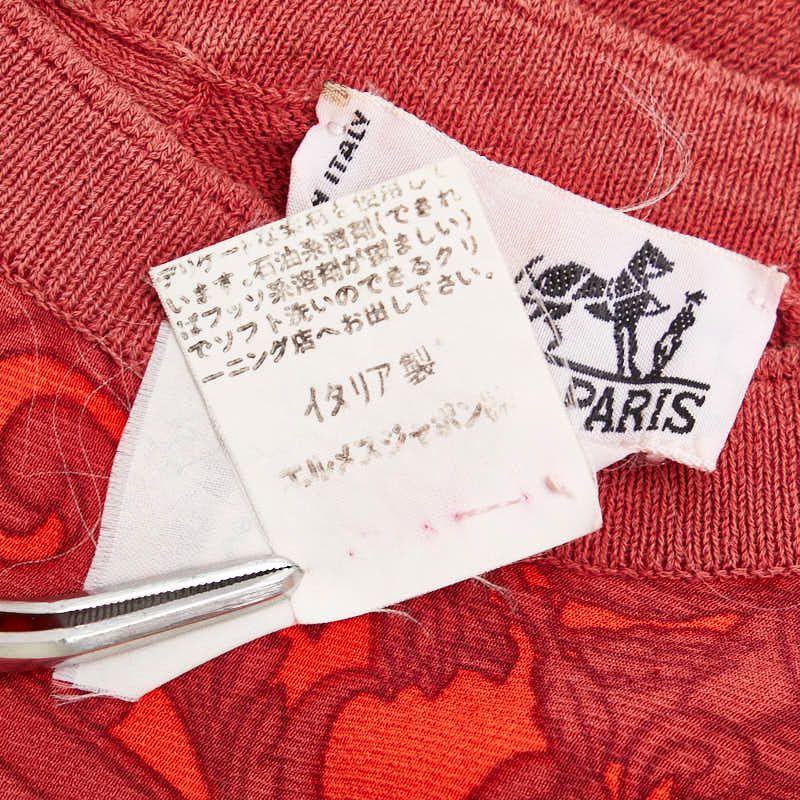 デリケートな素材を使用して
います。石油系溶剤(できれ
ばフッソ系溶剤が望ましい)
でソフト洗いのできるクリ
ーニング店へお出し下さい。
イタリア製
エルメスジャポン㈱
ITALY
PARIS